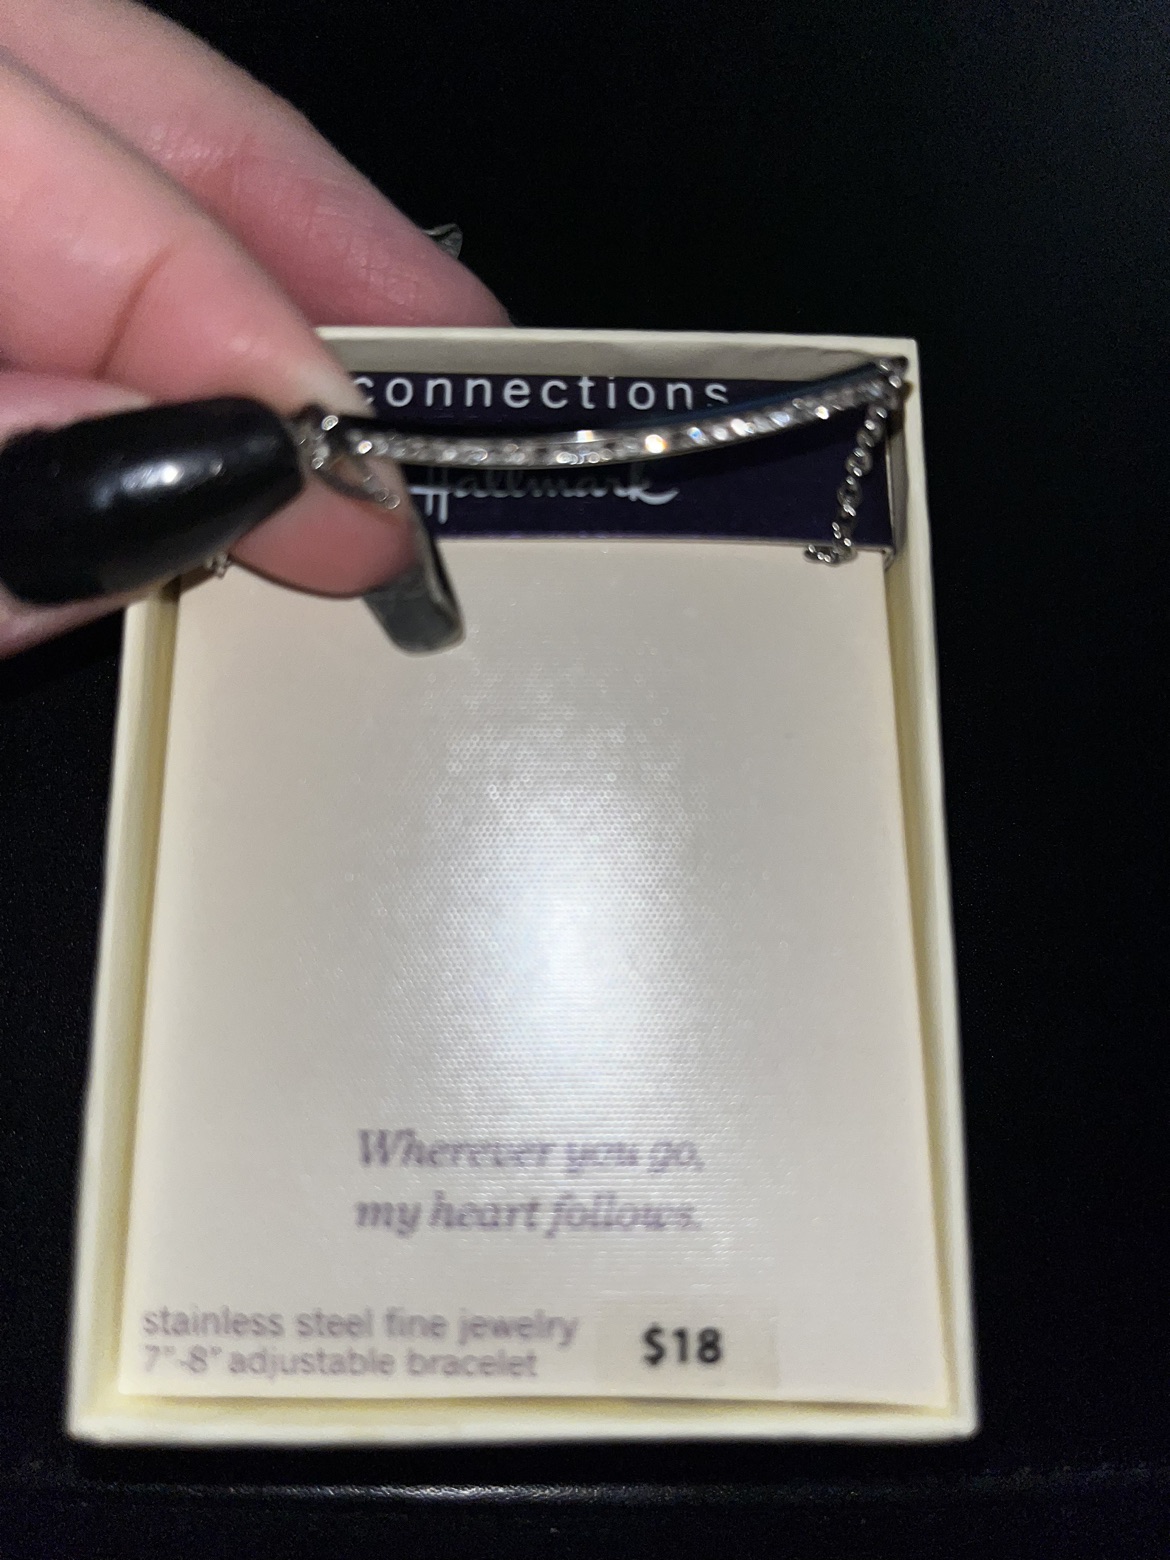 connections
Hallmark
Wherever you go,
my heart follows.
stainless steel fine jewelry
7"-8" adjustable bracelet
$18